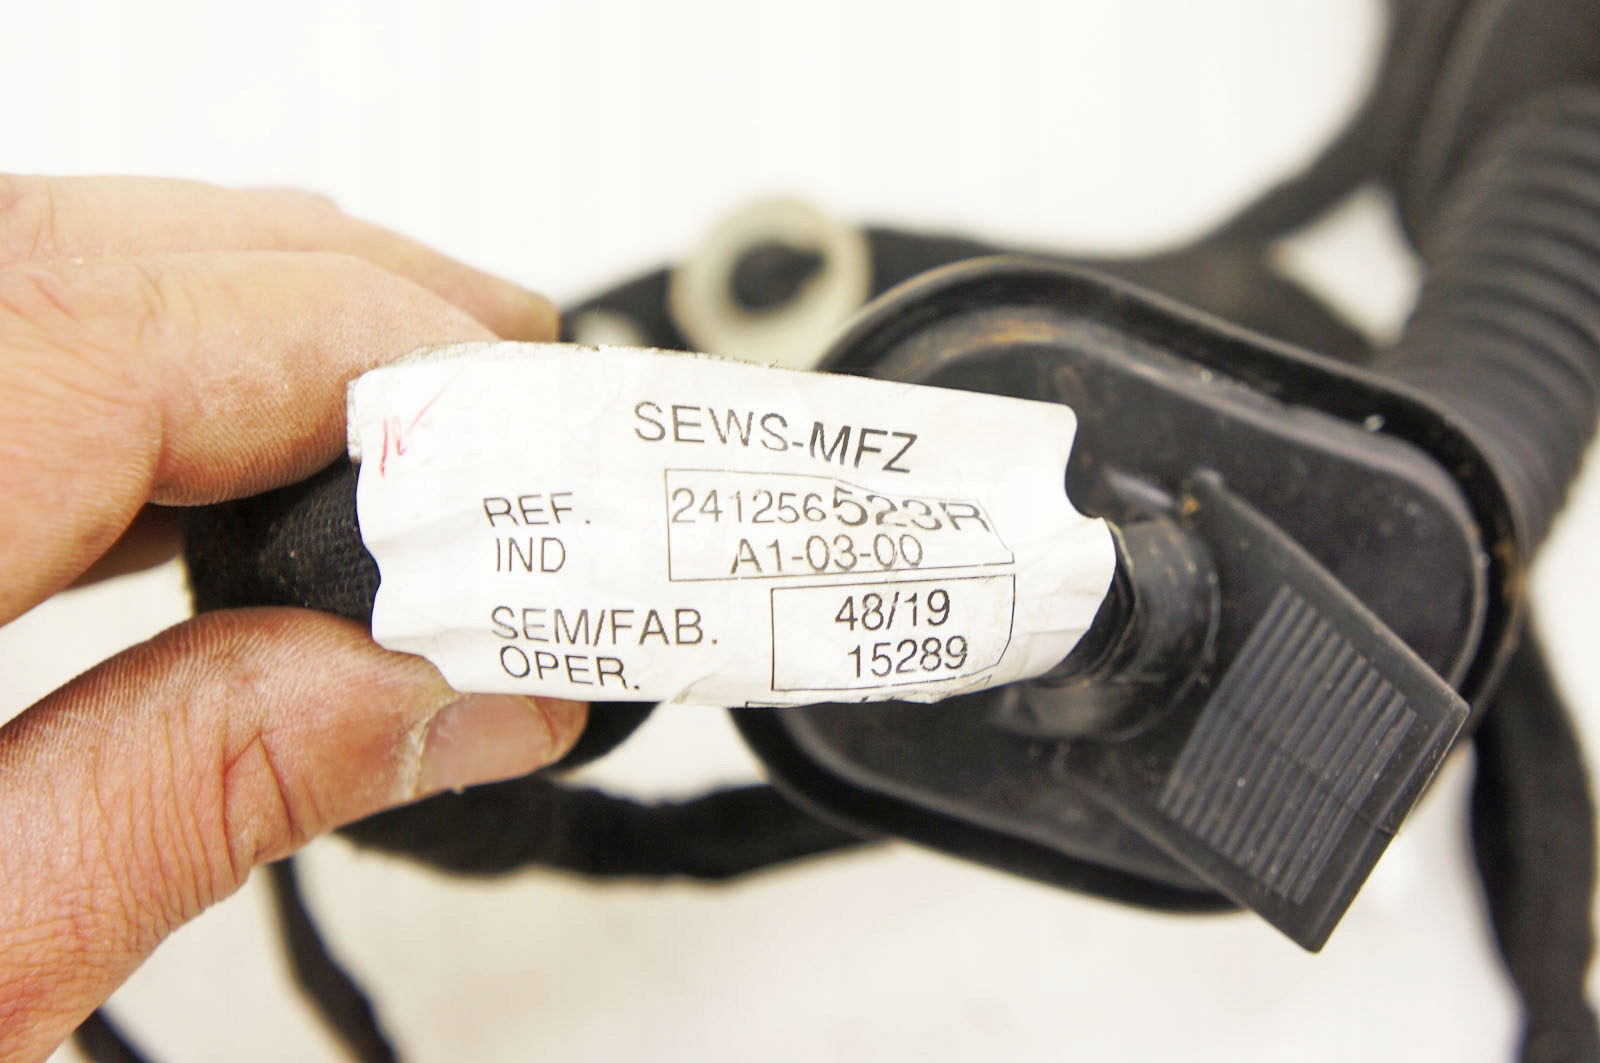 SEWS-MFZ
REF. 241256523R
IND A1-03-00
SEM/FAB. 48/19
OPER. 15289